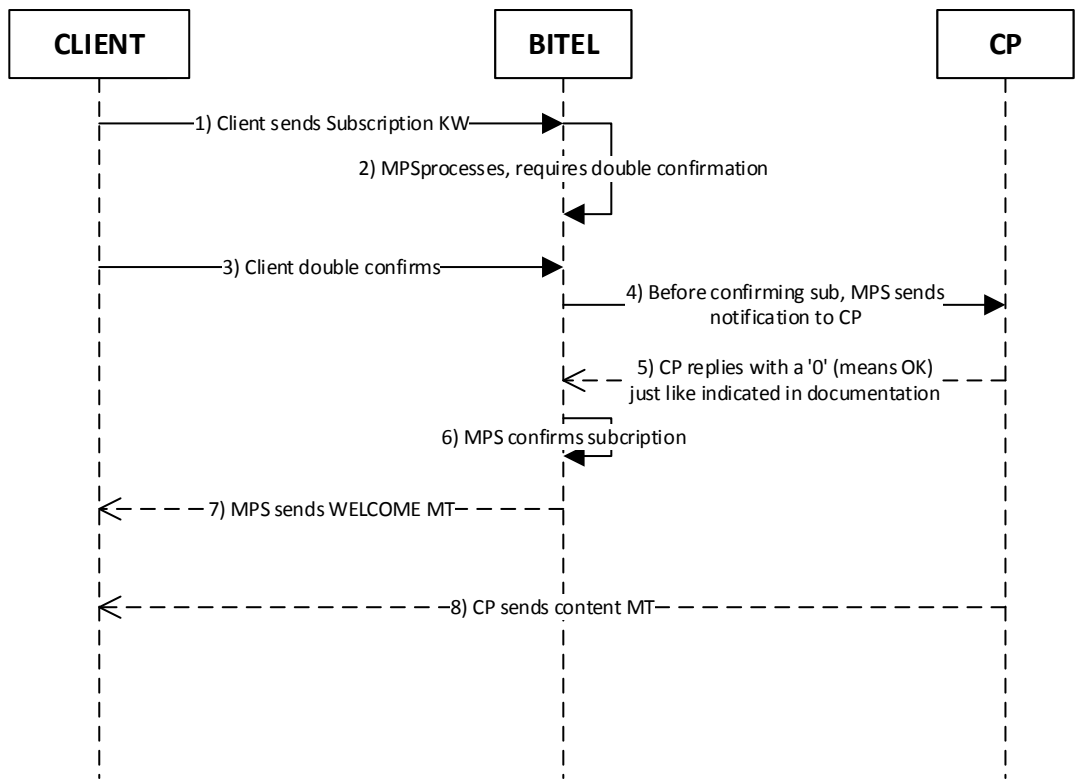 CLIENT
BITEL
CP
1) Client sends Subscription KW
2) MPSprocesses, requires double confirmation
3) Client double confirms
4) Before confirming sub, MPS sends
notification to CP
5) CP replies with a '0' (means OK)
just like indicated in documentation
6) MPS confirms subcription
7) MPS sends WELCOME MT
8) CP sends content MT